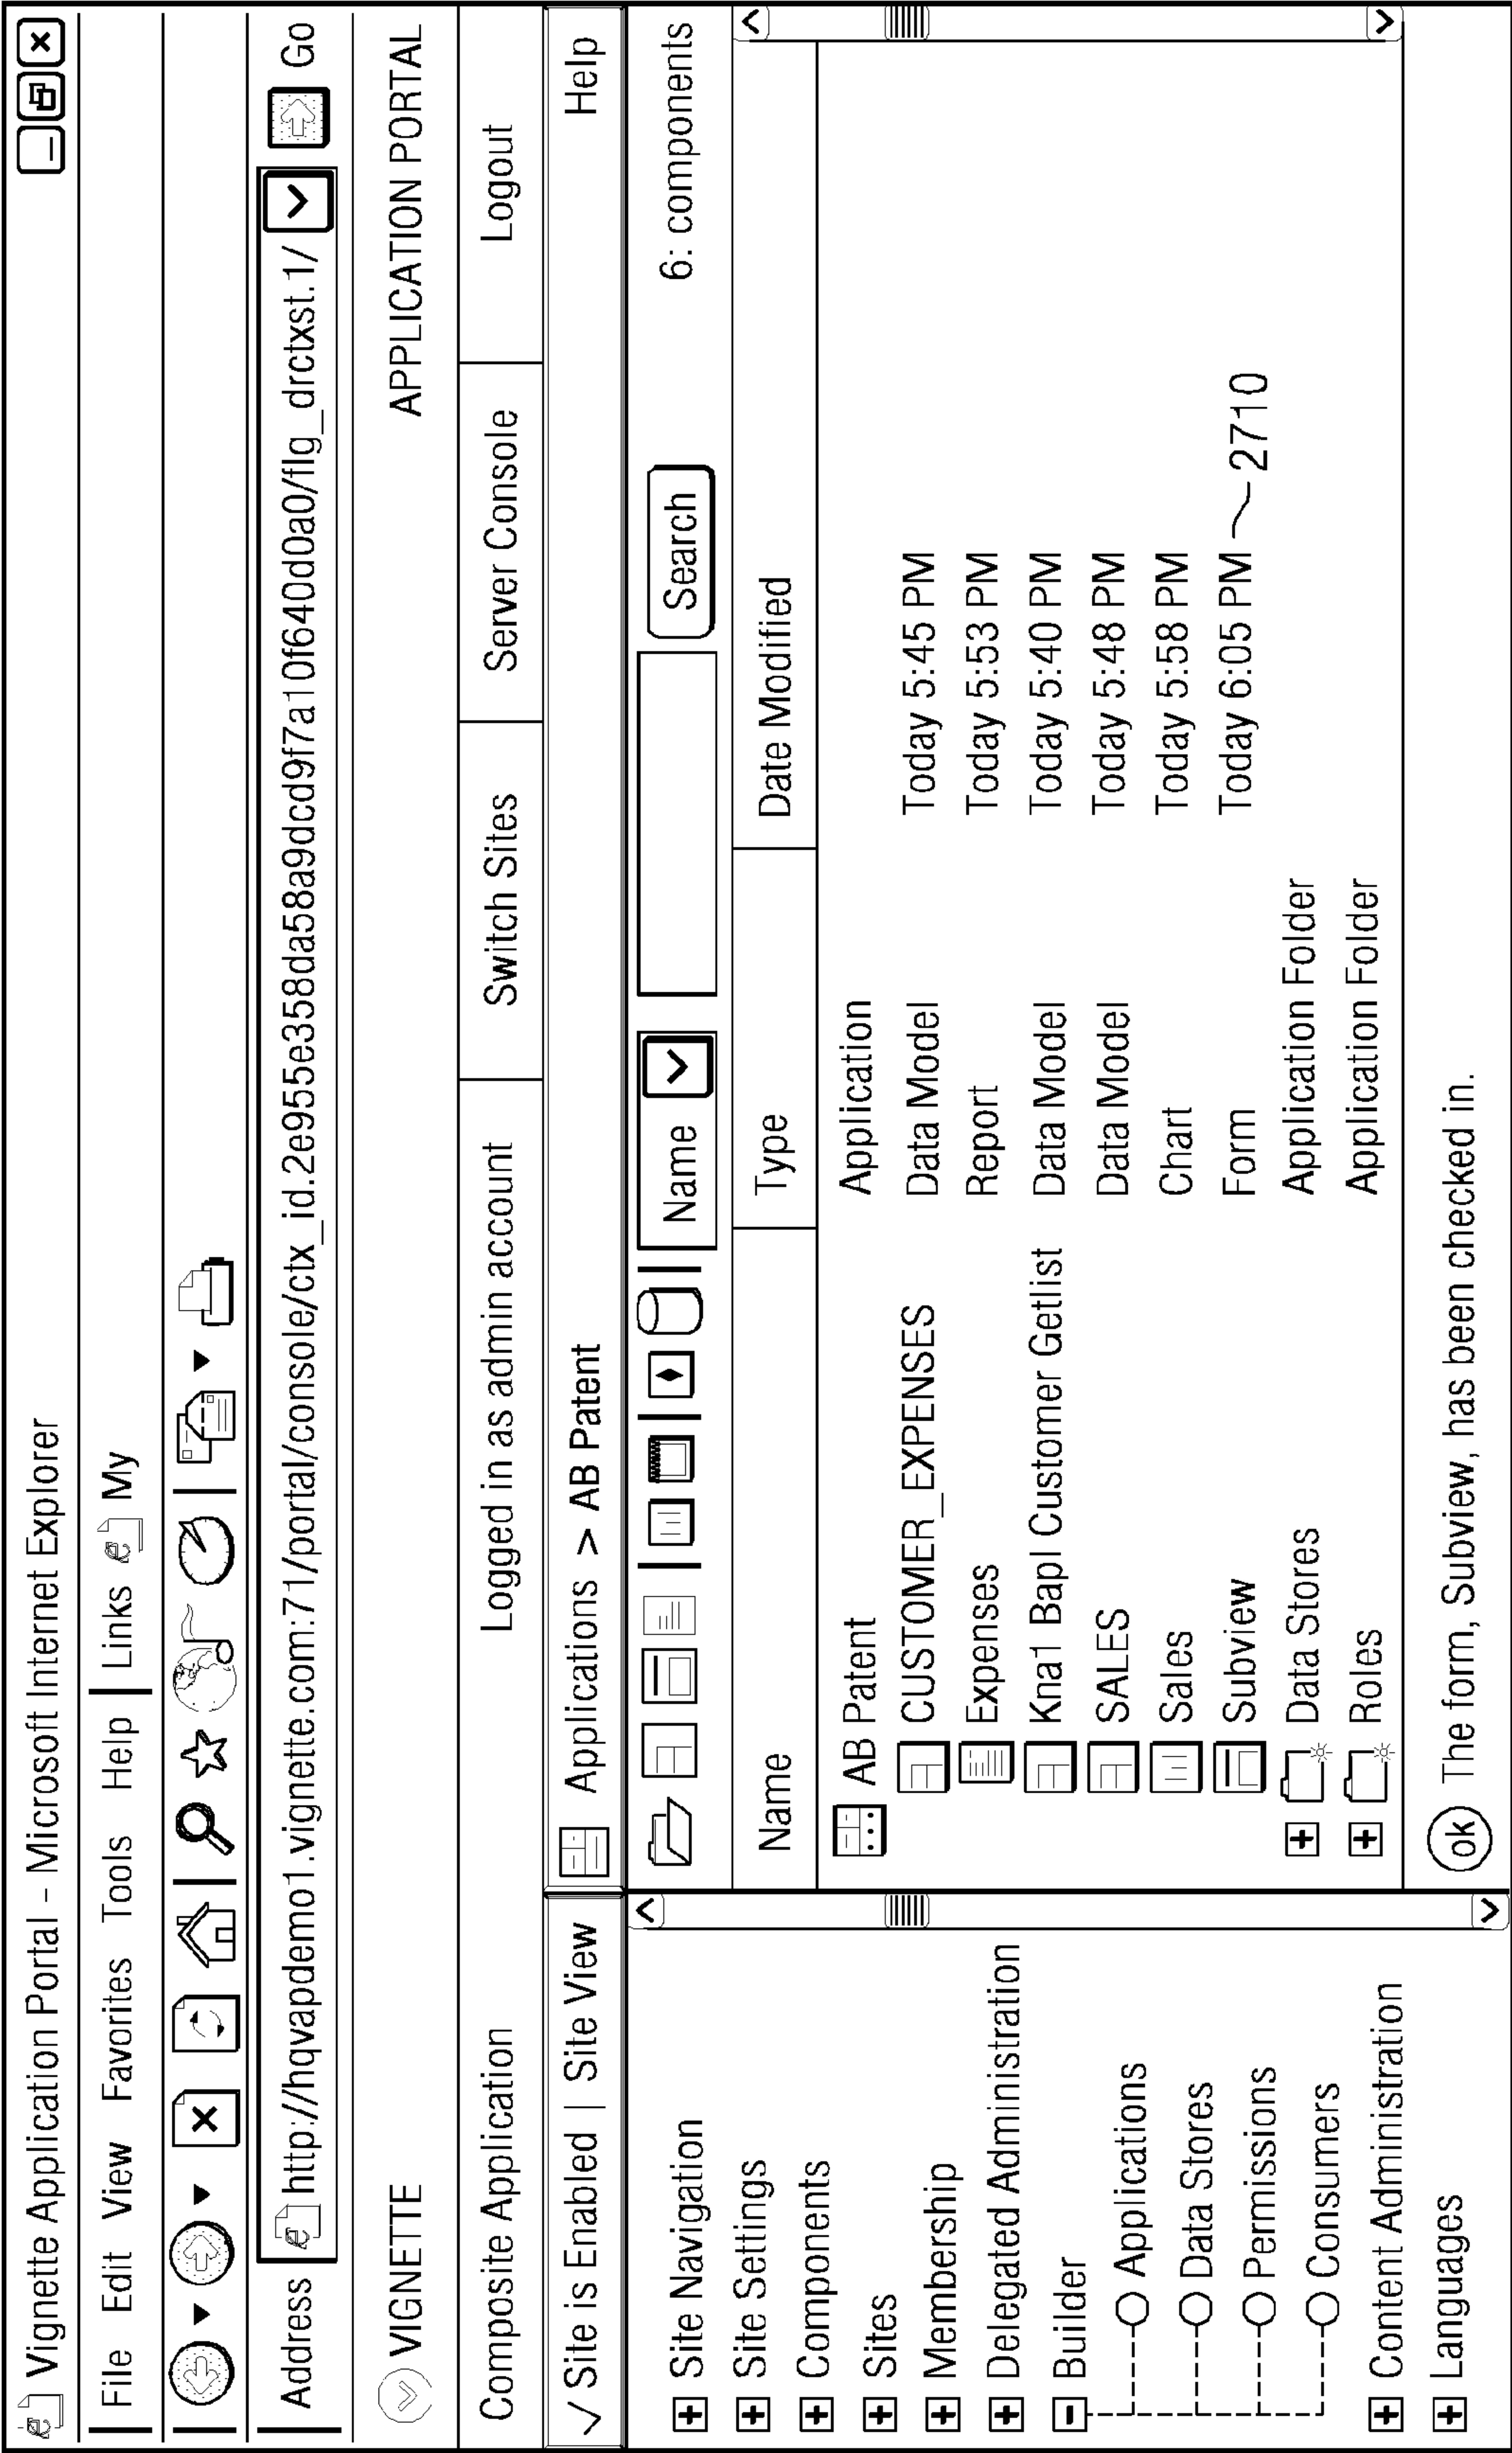 Vignette Application Portal - Microsoft Internet Explorer
File Edit View Favorites Tools Help Links My
Address http://hqvapdemo1.vignette.com:71/portal/console/ctx_id.2e955e358da58a9dcd9f7a10f640d0a0/flg_drctxst.1/ Go
VIGNETTE APPLICATION PORTAL
Composite Application Logged in as admin account Switch Sites Server Console Logout
Site is Enabled | Site View Applications > AB Patent Help
Name Search 6: components
Site Navigation
Site Settings
Components
Sites
Membership
Delegated Administration
Builder
Applications
Data Stores
Permissions
Consumers
Content Administration
Languages
Name Type Date Modified
AB Patent Application
CUSTOMER_EXPENSES Data Model Today 5:45 PM
Expenses Report Today 5:53 PM
Kna1 Bapl Customer Getlist Data Model Today 5:40 PM
SALES Data Model Today 5:48 PM
Sales Chart Today 5:58 PM
Subview Form Today 6:05 PM 2710
Data Stores Application Folder
Roles Application Folder
ok The form, Subview, has been checked in.